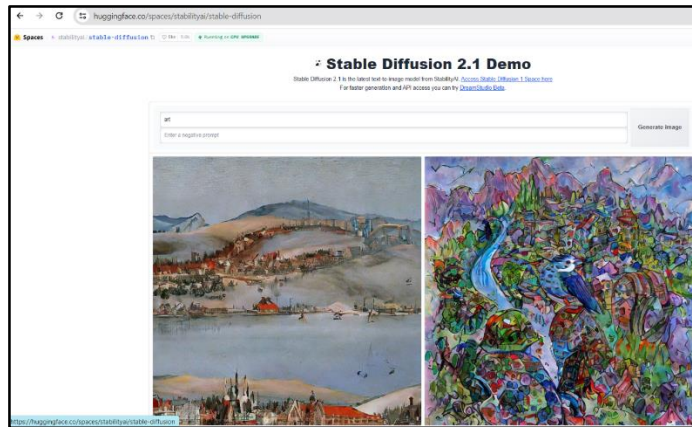 huggingface.co/spaces/stabilityai/stable-diffusion
Spaces stabilityai/stable-diffusion Running on
Stable Diffusion 2.1 Demo
Stable Diffusion 2.1 is the latest text-to-image model from StabilityAI. Access Stable Diffusion 1 Space here
For faster generation and API access you can try DreamStudio Beta.
art
Enter a negative prompt
Generate image
https://huggingface.co/spaces/stabilityai/stable-diffusion